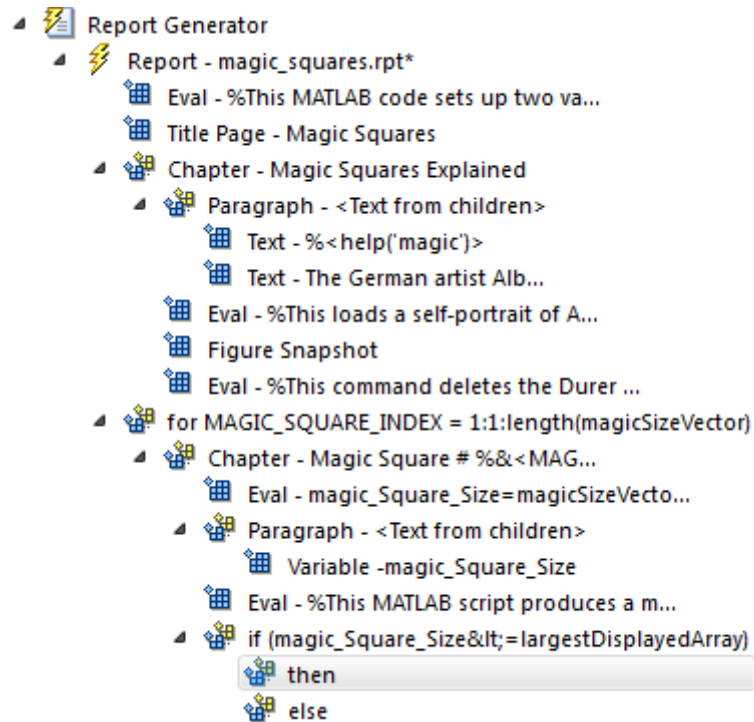 Report Generator
Report - magic_squares.rpt*
Eval - %This MATLAB code sets up two va...
Title Page - Magic Squares
Chapter - Magic Squares Explained
Paragraph - <Text from children>
Text - %<help('magic')>
Text - The German artist Alb...
Eval - %This loads a self-portrait of A...
Figure Snapshot
Eval - %This command deletes the Durer ...
for MAGIC_SQUARE_INDEX = 1:1:length(magicSizeVector)
Chapter - Magic Square # %&<MAG...
Eval - magic_Square_Size=magicSizeVecto...
Paragraph - <Text from children>
Variable -magic_Square_Size
Eval - %This MATLAB script produces a m...
if (magic_Square_Size&lt;=largestDisplayedArray)
then
else